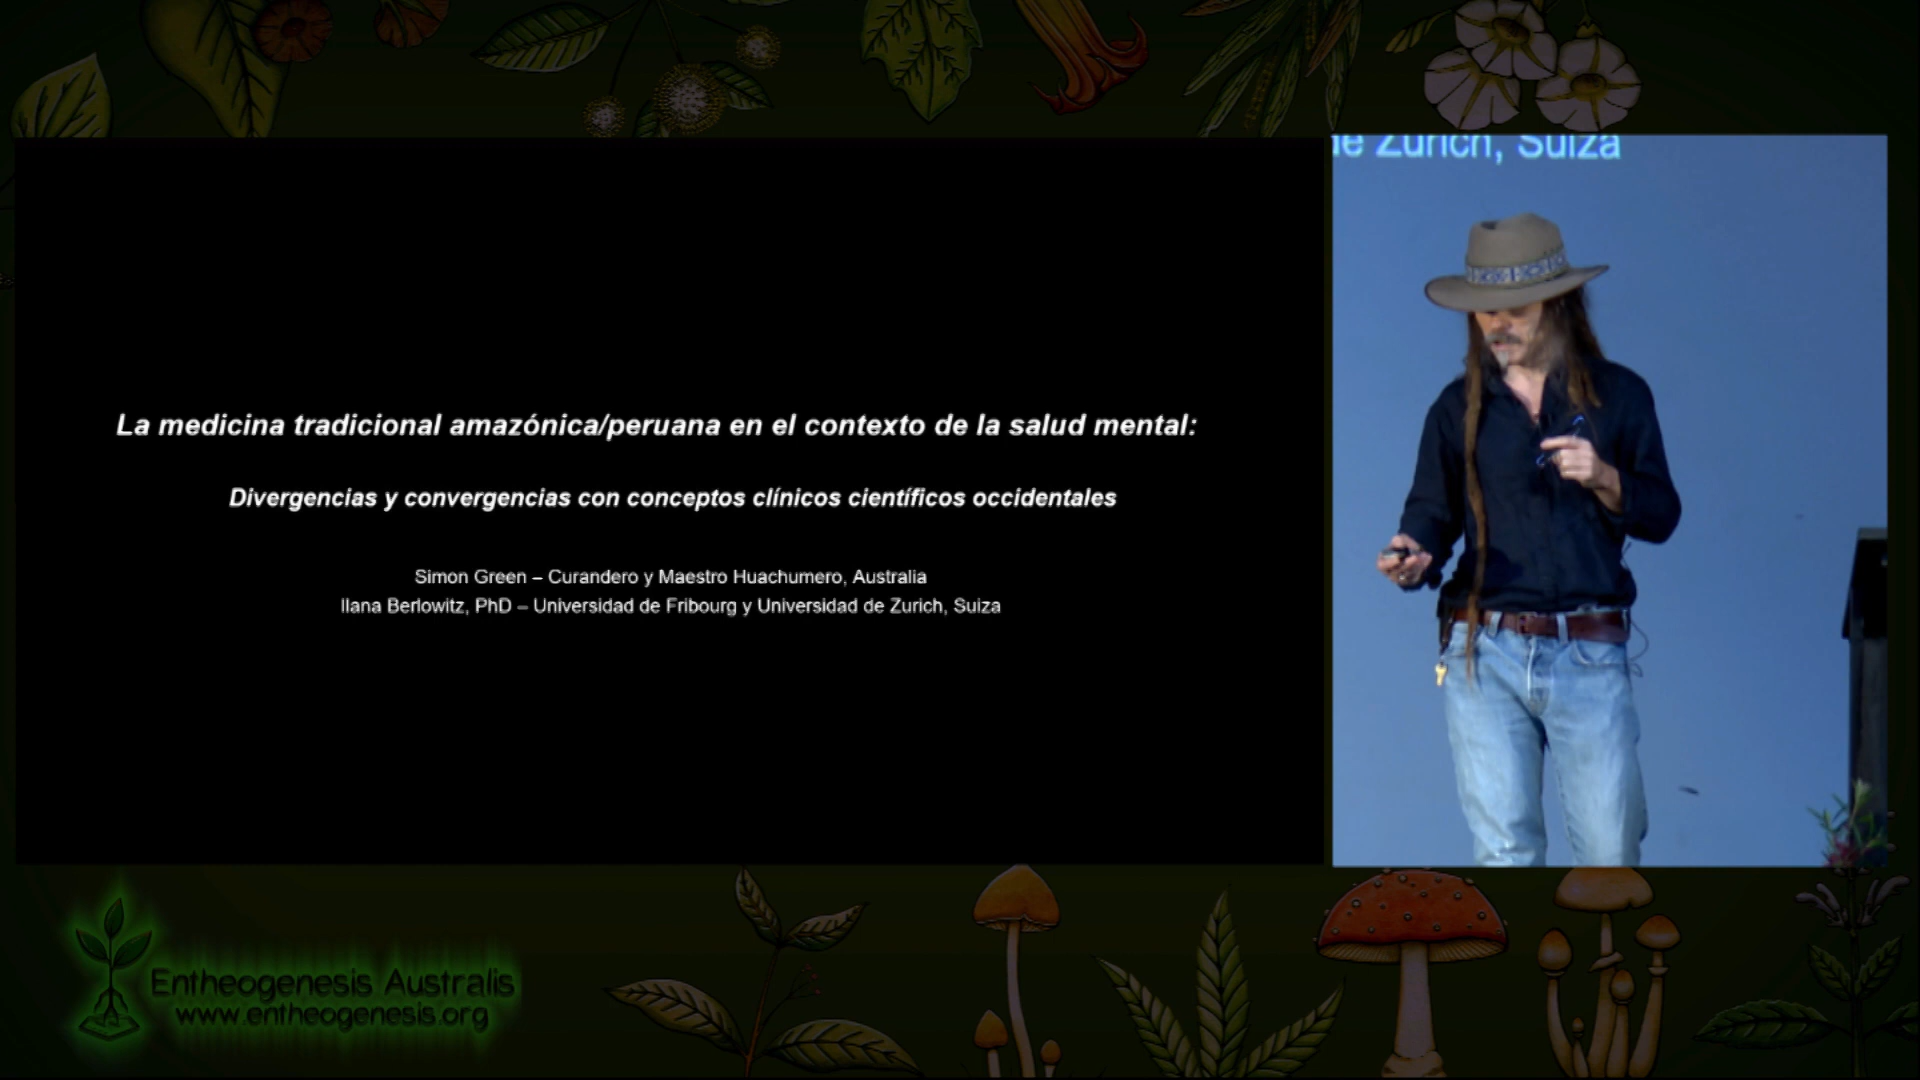 La medicina tradicional amazónica/peruana en el contexto de la salud mental:
Divergencias y convergencias con conceptos clínicos científicos occidentales
Simon Green – Curandero y Maestro Huachumero, Australia
Ilana Berlowitz, PhD – Universidad de Fribourg y Universidad de Zurich, Suiza
de Zurich, Suiza
Entheogenesis Australis
www.entheogenesis.org